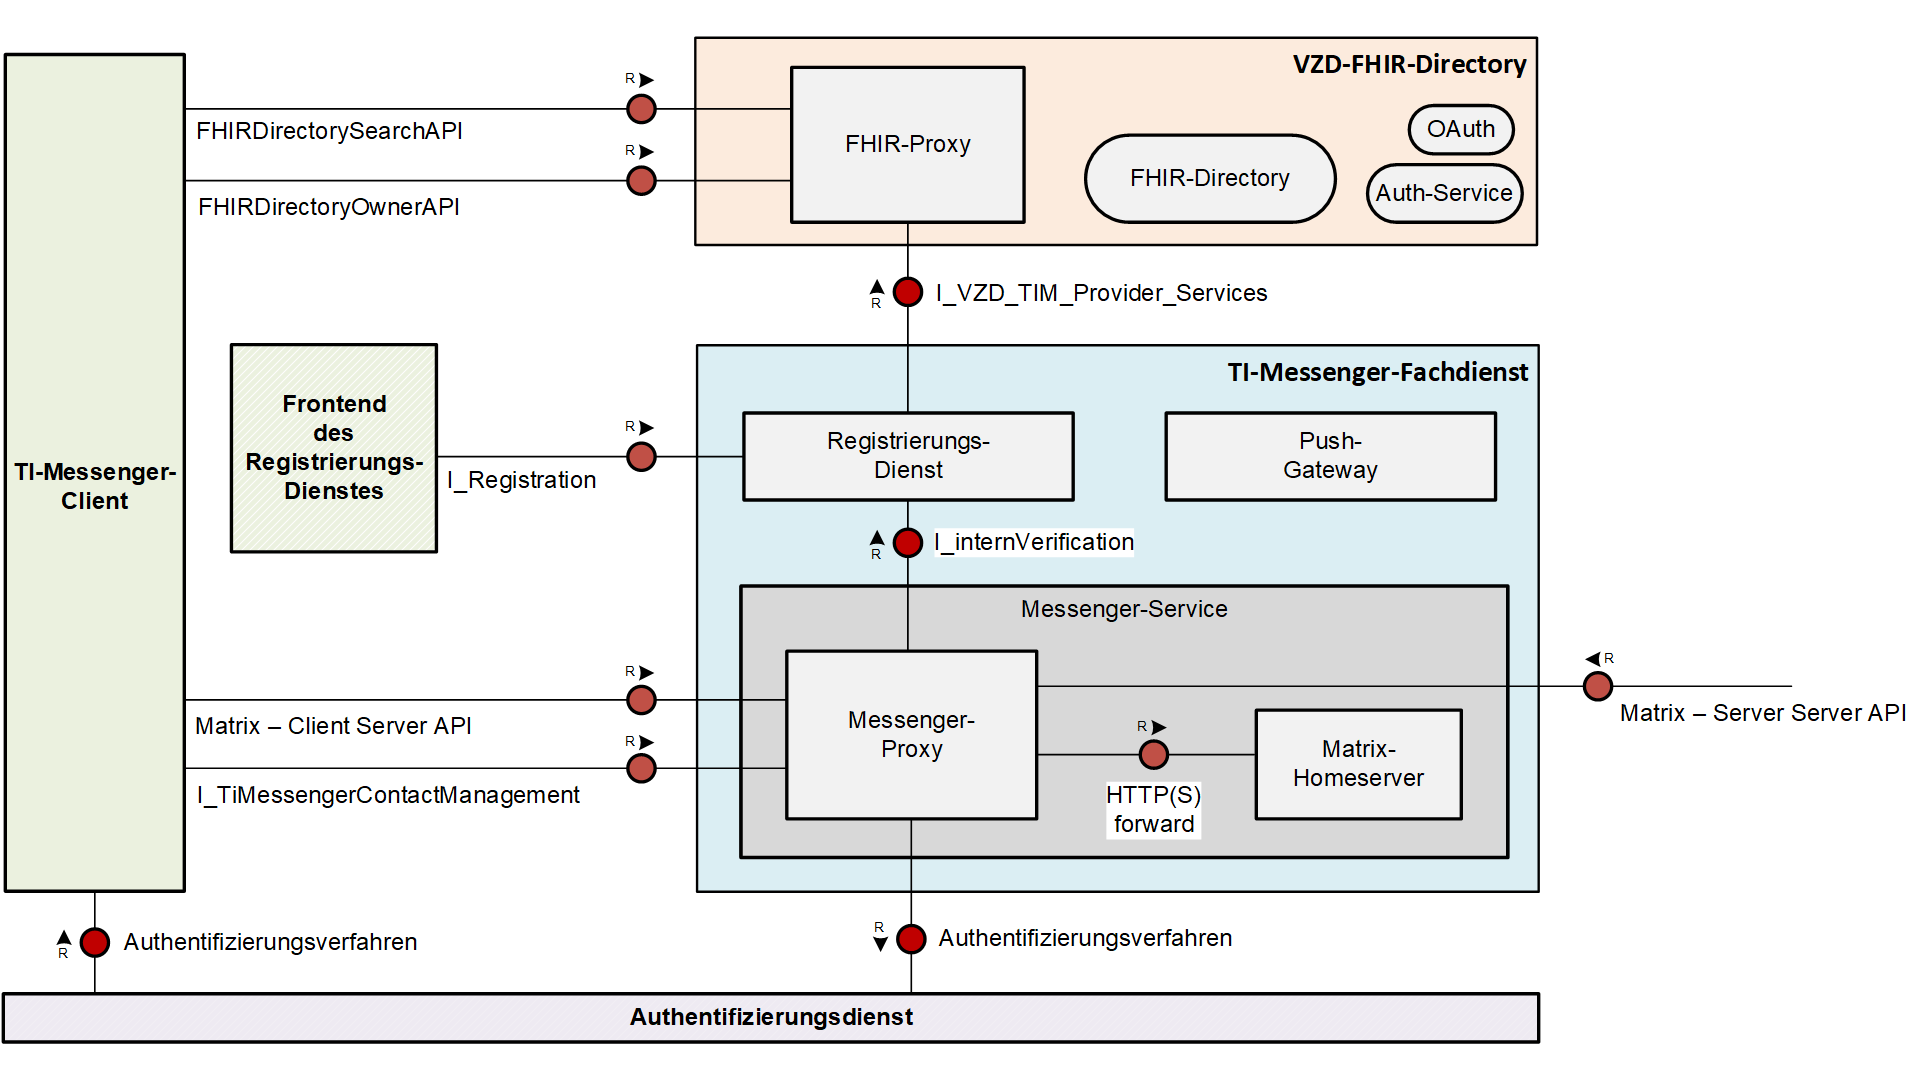 VZD-FHIR-Directory
R
FHIRDirectorySearchAPI
R
FHIRDirectoryOwnerAPI
FHIR-Proxy
FHIR-Directory
OAuth
Auth-Service
R
I_VZD_TIM_Provider_Services
TI-Messenger-
Client
Frontend
des
Registrierungs-
Dienstes
R
I_Registration
TI-Messenger-Fachdienst
Registrierungs-
Dienst
Push-
Gateway
R
I_internVerification
Messenger-Service
R
Matrix – Client Server API
R
I_TiMessengerContactManagement
Messenger-
Proxy
R
HTTP(S)
forward
Matrix-
Homeserver
R
Matrix – Server Server API
R
Authentifizierungsverfahren
R
Authentifizierungsverfahren
Authentifizierungsdienst